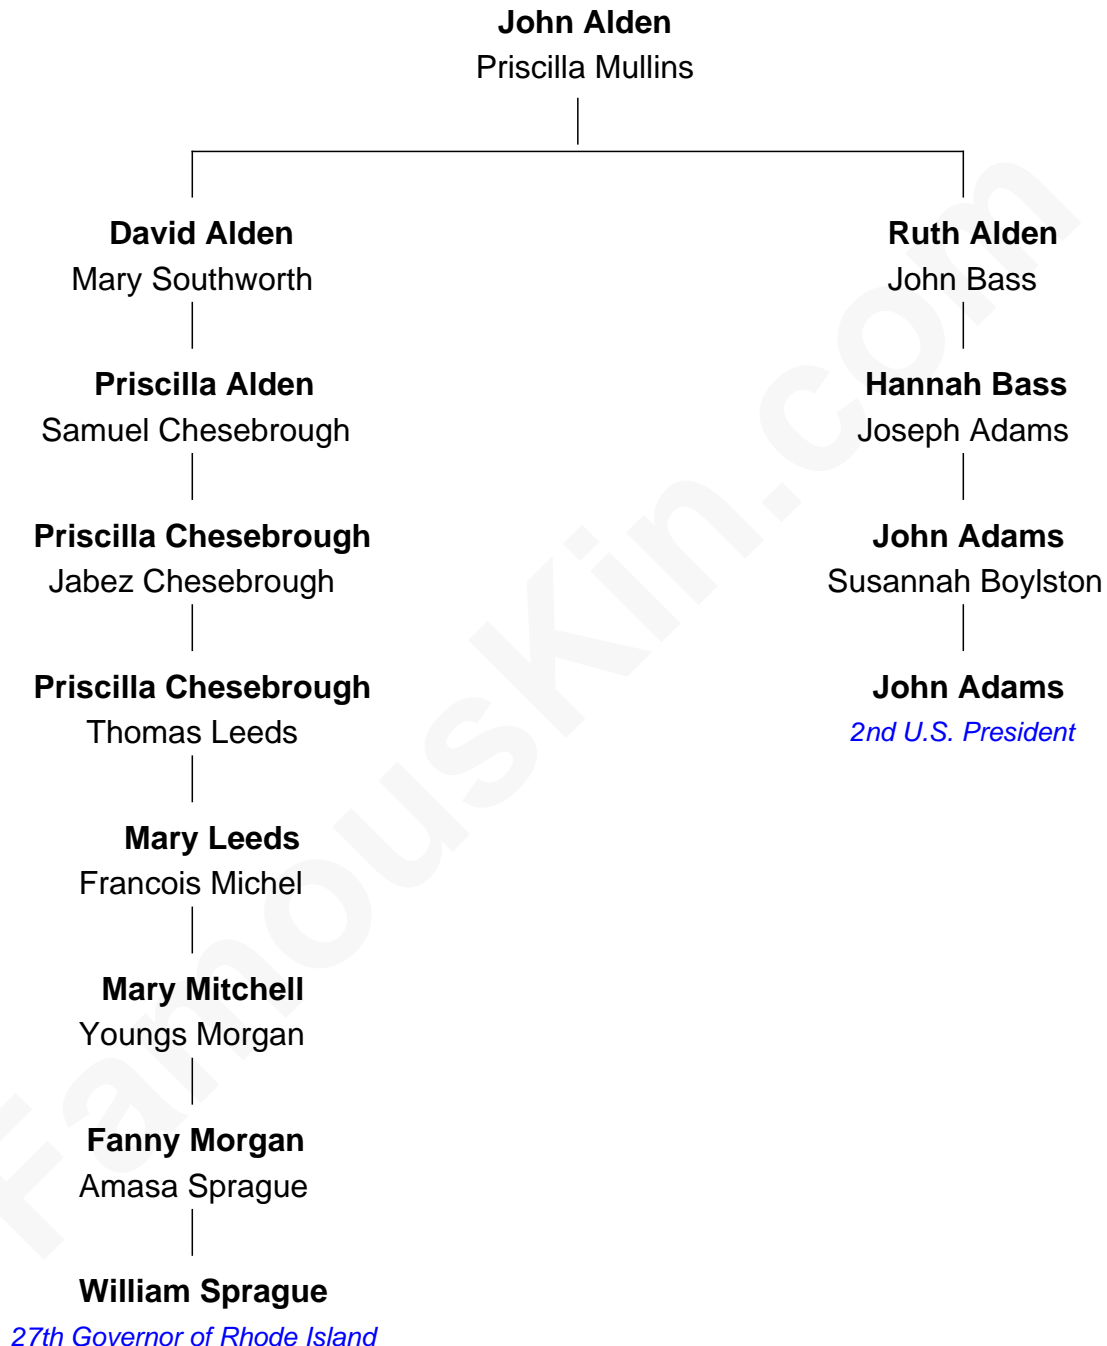 John Alden
Priscilla Mullins
David Alden
Mary Southworth
Ruth Alden
John Bass
Priscilla Alden
Samuel Chesebrough
Hannah Bass
Joseph Adams
Priscilla Chesebrough
Jabez Chesebrough
John Adams
Susannah Boylston
Priscilla Chesebrough
Thomas Leeds
John Adams
2nd U.S. President
Mary Leeds
Francois Michel
Mary Mitchell
Youngs Morgan
Fanny Morgan
Amasa Sprague
William Sprague
27th Governor of Rhode Island
FamousKin.com